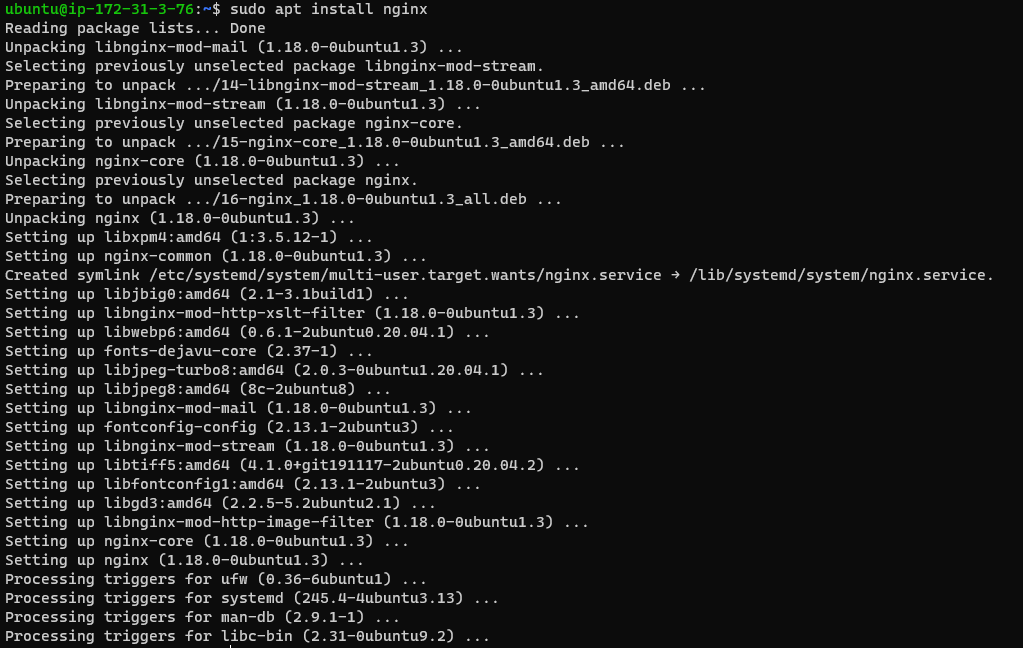 ubuntu@ip-172-31-3-76:~$ sudo apt install nginx
Reading package lists... Done
Unpacking libnginx-mod-mail (1.18.0-0ubuntu1.3) ...
Selecting previously unselected package libnginx-mod-stream.
Preparing to unpack .../14-libnginx-mod-stream_1.18.0-0ubuntu1.3_amd64.deb ...
Unpacking libnginx-mod-stream (1.18.0-0ubuntu1.3) ...
Selecting previously unselected package nginx-core.
Preparing to unpack .../15-nginx-core_1.18.0-0ubuntu1.3_amd64.deb ...
Unpacking nginx-core (1.18.0-0ubuntu1.3) ...
Selecting previously unselected package nginx.
Preparing to unpack .../16-nginx_1.18.0-0ubuntu1.3_all.deb ...
Unpacking nginx (1.18.0-0ubuntu1.3) ...
Setting up libxpm4:amd64 (1:3.5.12-1) ...
Setting up nginx-common (1.18.0-0ubuntu1.3) ...
Created symlink /etc/systemd/system/multi-user.target.wants/nginx.service → /lib/systemd/system/nginx.service.
Setting up libjbig0:amd64 (2.1-3.1build1) ...
Setting up libnginx-mod-http-xslt-filter (1.18.0-0ubuntu1.3) ...
Setting up libwebp6:amd64 (0.6.1-2ubuntu0.20.04.1) ...
Setting up fonts-dejavu-core (2.37-1) ...
Setting up libjpeg-turbo8:amd64 (2.0.3-0ubuntu1.20.04.1) ...
Setting up libjpeg8:amd64 (8c-2ubuntu8) ...
Setting up libnginx-mod-mail (1.18.0-0ubuntu1.3) ...
Setting up fontconfig-config (2.13.1-2ubuntu3) ...
Setting up libnginx-mod-stream (1.18.0-0ubuntu1.3) ...
Setting up libtiff5:amd64 (4.1.0+git191117-2ubuntu0.20.04.2) ...
Setting up libfontconfig1:amd64 (2.13.1-2ubuntu3) ...
Setting up libgd3:amd64 (2.2.5-5.2ubuntu2.1) ...
Setting up libnginx-mod-http-image-filter (1.18.0-0ubuntu1.3) ...
Setting up nginx-core (1.18.0-0ubuntu1.3) ...
Setting up nginx (1.18.0-0ubuntu1.3) ...
Processing triggers for ufw (0.36-6ubuntu1) ...
Processing triggers for systemd (245.4-4ubuntu3.13) ...
Processing triggers for man-db (2.9.1-1) ...
Processing triggers for libc-bin (2.31-0ubuntu9.2) ...